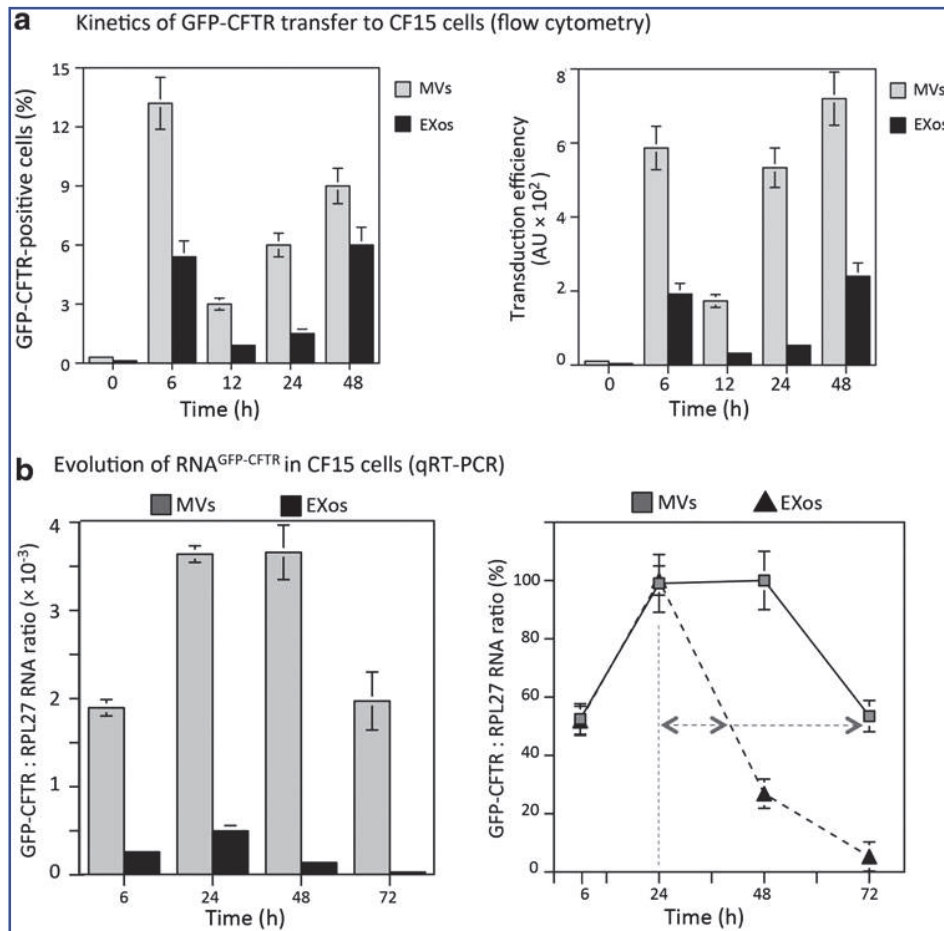 a Kinetics of GFP-CFTR transfer to CF15 cells (flow cytometry)
GFP-CFTR-positive cells (%)
15
12
9
6
3
0
MVs
EXos
0 6 12 24 48
Time (h)
Transduction efficiency
(AU × 10²)
8
6
4
2
0
MVs
EXos
0 6 12 24 48
Time (h)
b Evolution of RNA^GFP-CFTR in CF15 cells (qRT-PCR)
MVs EXos
GFP-CFTR : RPL27 RNA ratio (× 10⁻³)
4
3
2
1
0
6 24 48 72
Time (h)
MVs EXos
GFP-CFTR : RPL27 RNA ratio (%)
100
80
60
40
20
0
6 24 48 72
Time (h)